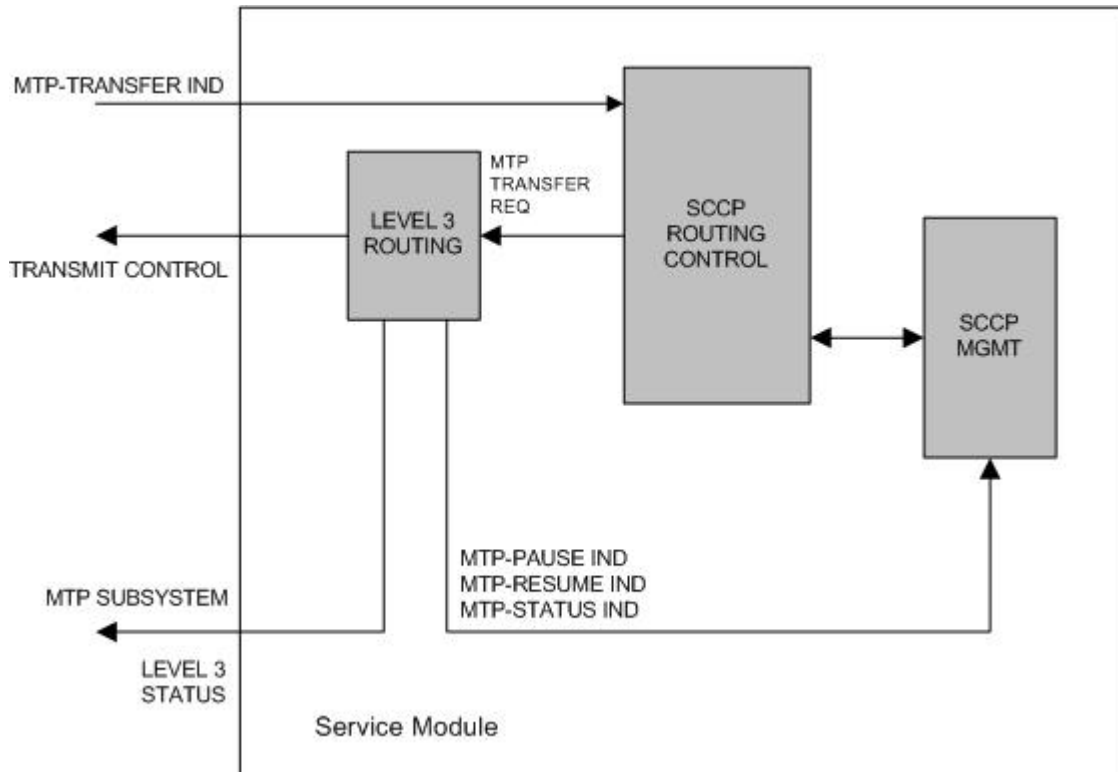 MTP-TRANSFER IND
MTP
TRANSFER
REQ
LEVEL 3
ROUTING
SCCP
ROUTING
CONTROL
TRANSMIT CONTROL
SCCP
MGMT
MTP-PAUSE IND
MTP-RESUME IND
MTP-STATUS IND
MTP SUBSYSTEM
LEVEL 3
STATUS
Service Module